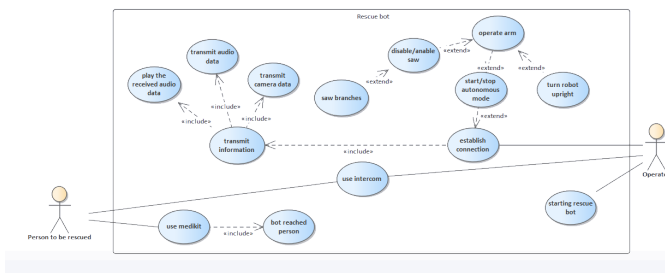 Rescue bot
operate arm
disable/anable
saw
transmit audio
data
«extend»
play the
received audio
data
transmit
camera data
«extend»
«extend»
«extend»
saw branches
start/stop
autonomous
mode
turn robot
upright
«include»
«include»
«include»
«extend»
transmit
information
establish
connection
«include»
Operate
use intercom
starting rescue
bot
Person to be rescued
use medikit
bot reached
person
«include»